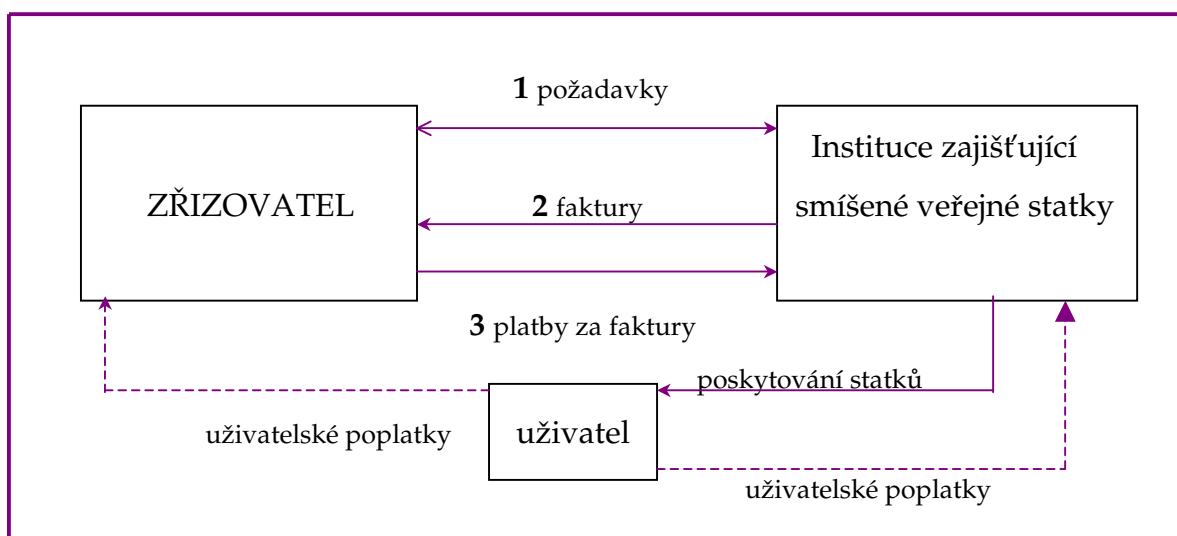 1 požadavky
ZŘIZOVATEL
Instituce zajišťující
smíšené veřejné statky
2 faktury
3 platby za faktury
poskytování statků
uživatelské poplatky
uživatel
uživatelské poplatky